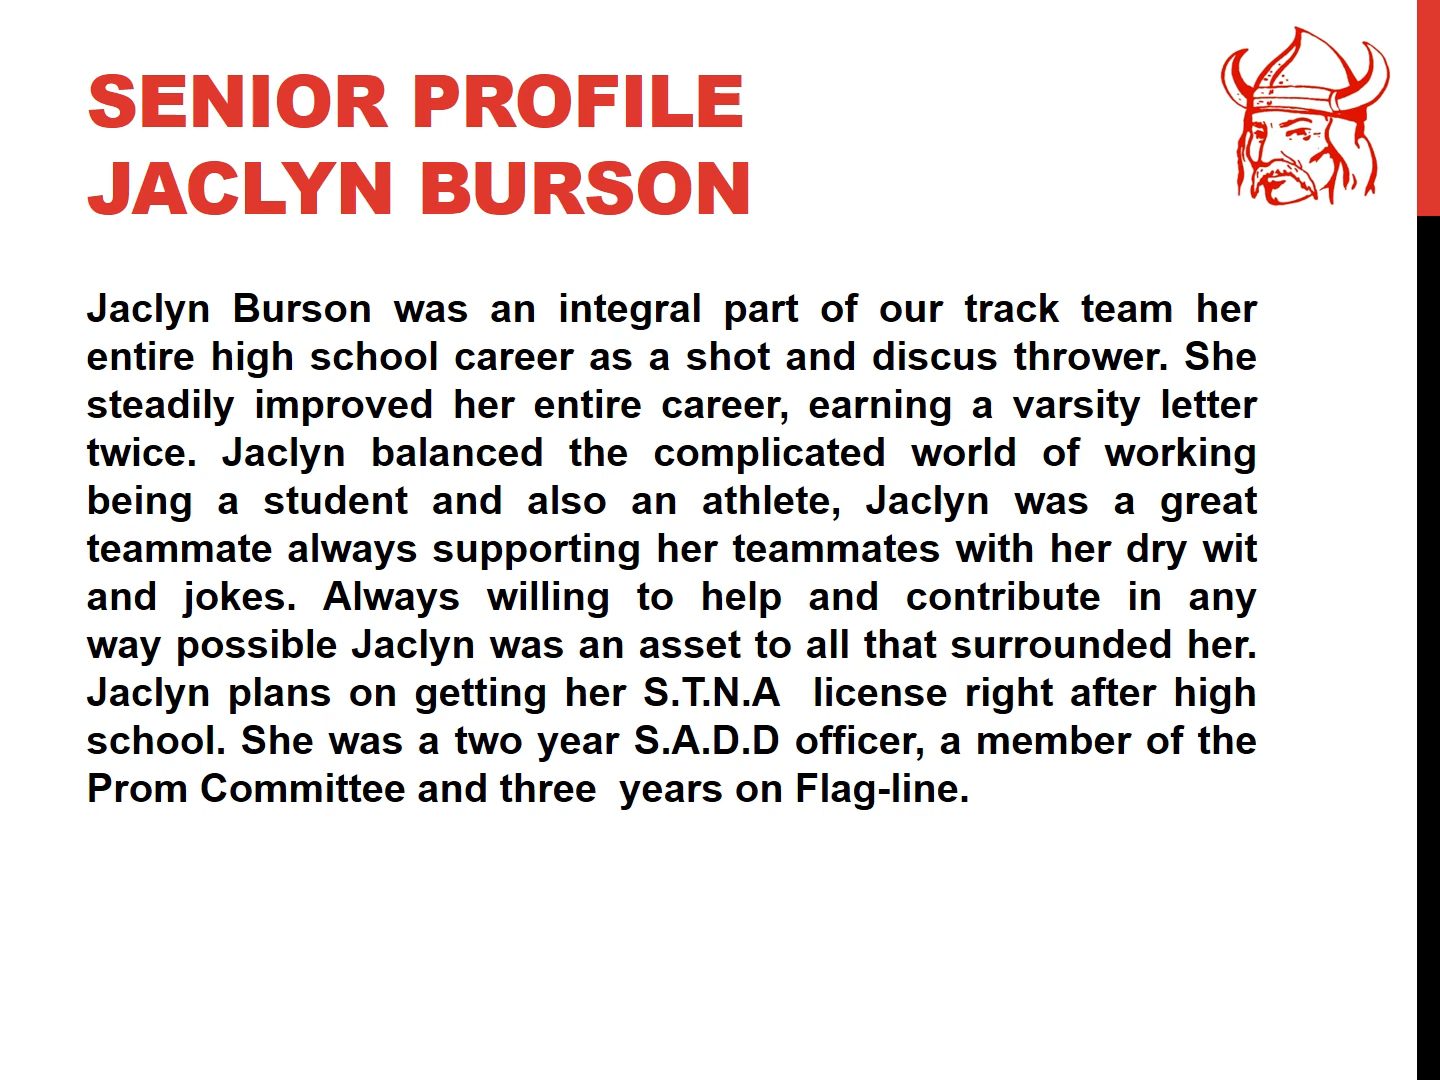 SENIOR PROFILE
JACLYN BURSON
Jaclyn Burson was an integral part of our track team her
entire high school career as a shot and discus thrower. She
steadily improved her entire career, earning a varsity letter
twice. Jaclyn balanced the complicated world of working
being a student and also an athlete, Jaclyn was a great
teammate always supporting her teammates with her dry wit
and jokes. Always willing to help and contribute in any
way possible Jaclyn was an asset to all that surrounded her.
Jaclyn plans on getting her S.T.N.A  license right after high
school. She was a two year S.A.D.D officer, a member of the
Prom Committee and three  years on Flag-line.